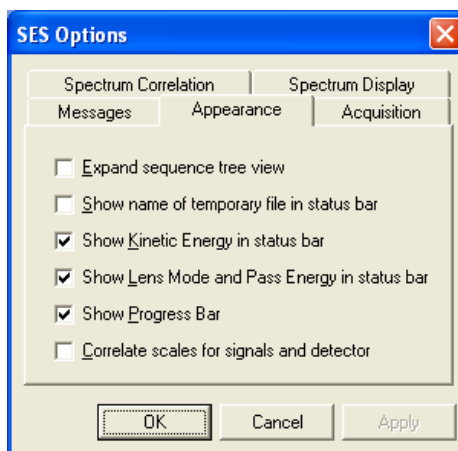 SES Options
Spectrum Correlation
Spectrum Display
Messages
Appearance
Acquisition
Expand sequence tree view
Show name of temporary file in status bar
Show Kinetic Energy in status bar
Show Lens Mode and Pass Energy in status bar
Show Progress Bar
Correlate scales for signals and detector
OK
Cancel
Apply